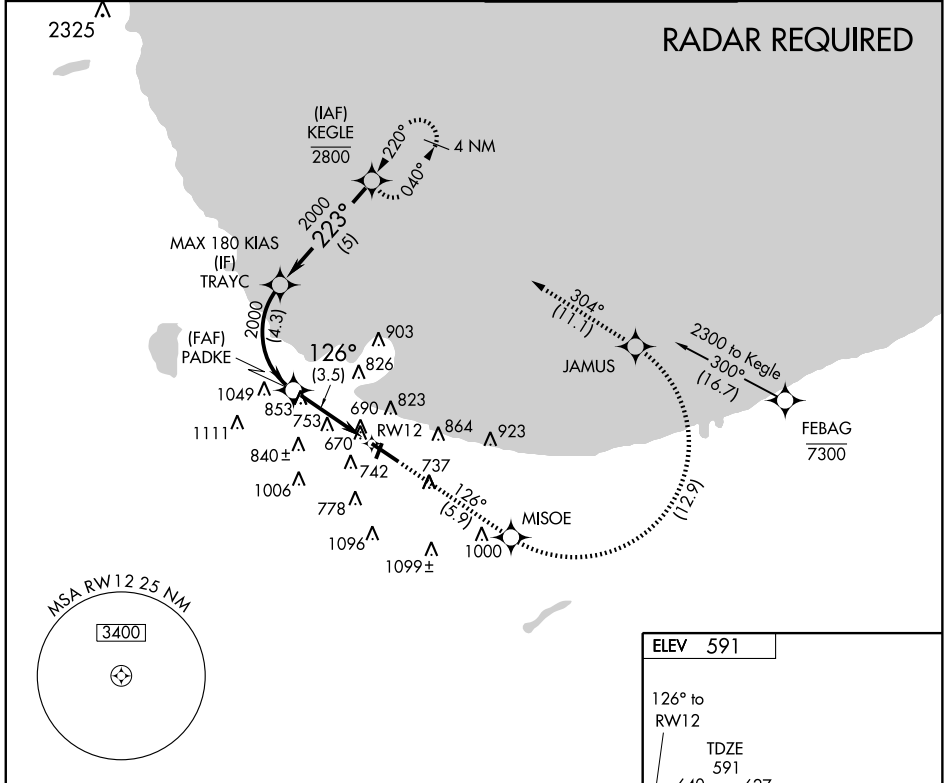 2325
RADAR REQUIRED
(IAF)
KEGLE
2800
220°
040°
4 NM
2000
223°
(5)
MAX 180 KIAS
(IF)
TRAYC
2000
(4.3)
(FAF)
PADKE
126°
(3.5)
903
826
304°
(11.1)
JAMUS
2300 to Kegle
300°
(16.7)
FEBAG
7300
1049
853
753
690
823
1111
670
RW12
864
923
840±
742
1006
737
778
126°
(5.9)
MISOE
(12.9)
1096
1099±
1000
MSA RW12 25 NM
3400
ELEV 591
126° to
RW12
TDZE
591